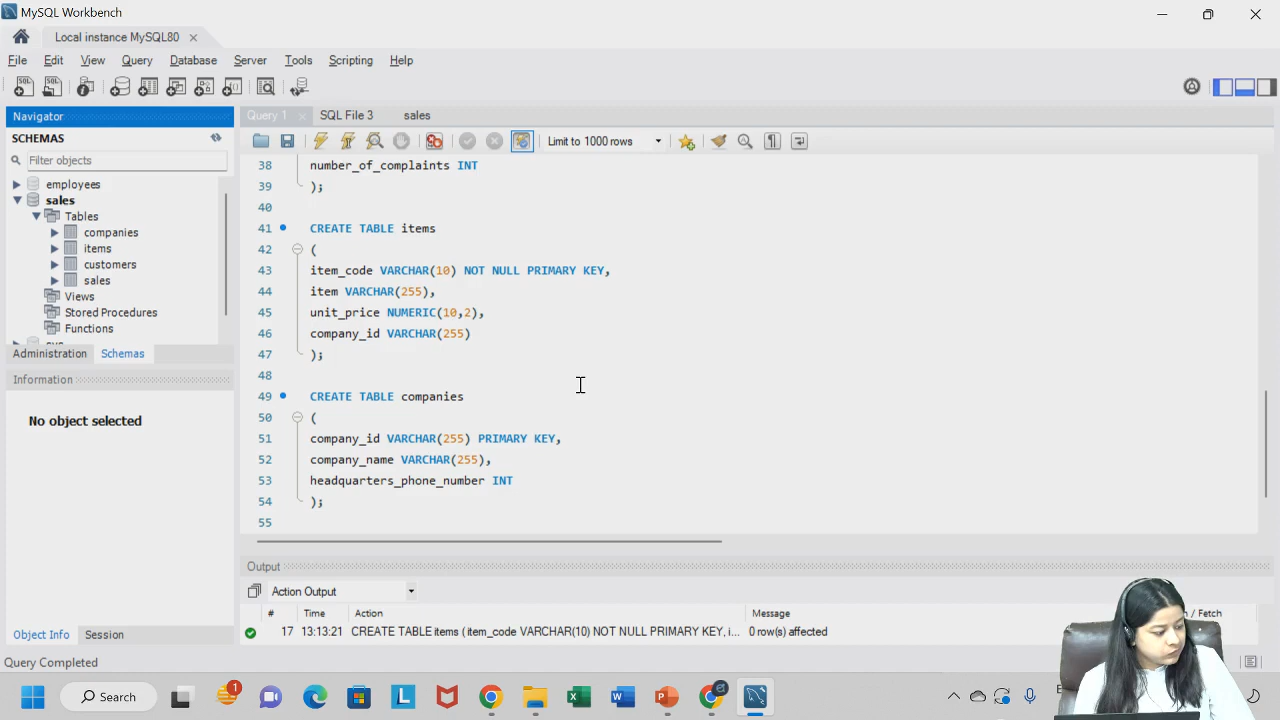 MySQL Workbench
Local instance MySQL80
File Edit View Query Database Server Tools Scripting Help
Navigator
SCHEMAS
Filter objects
employees
sales
Tables
companies
items
customers
sales
Views
Stored Procedures
Functions
Administration Schemas
Information
No object selected
Object Info Session
Query Completed
Query 1 SQL File 3 sales
Limit to 1000 rows
38 number_of_complaints INT
39 );
40
41 CREATE TABLE items
42 (
43 item_code VARCHAR(10) NOT NULL PRIMARY KEY,
44 item VARCHAR(255),
45 unit_price NUMERIC(10,2),
46 company_id VARCHAR(255)
47 );
48
49 CREATE TABLE companies
50 (
51 company_id VARCHAR(255) PRIMARY KEY,
52 company_name VARCHAR(255),
53 headquarters_phone_number INT
54 );
55
Output
Action Output
# Time Action Message / Fetch
17 13:13:21 CREATE TABLE items ( item_code VARCHAR(10) NOT NULL PRIMARY KEY, i... 0 row(s) affected
Search
1